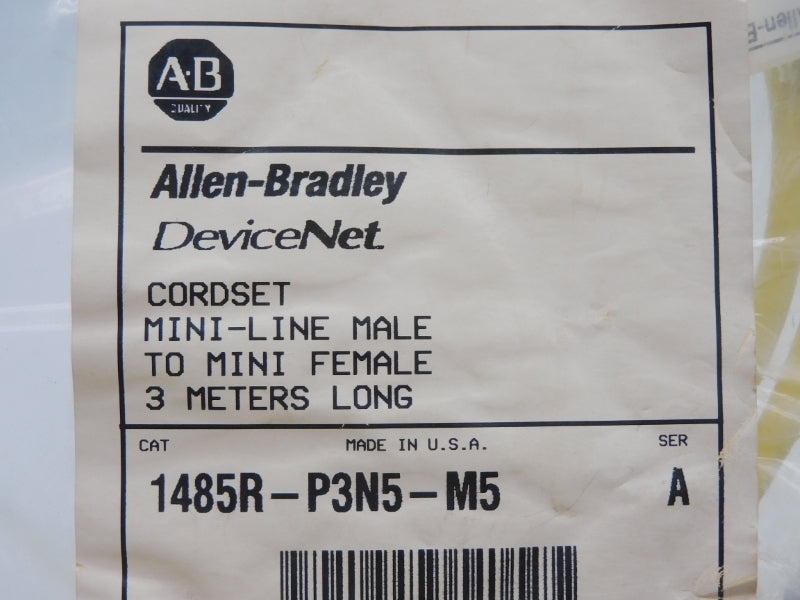 A·B
QUALITY
Allen-Bradley
DeviceNet
CORDSET
MINI-LINE MALE
TO MINI FEMALE
3 METERS LONG
CAT MADE IN U.S.A. SER
1485R-P3N5-M5 A